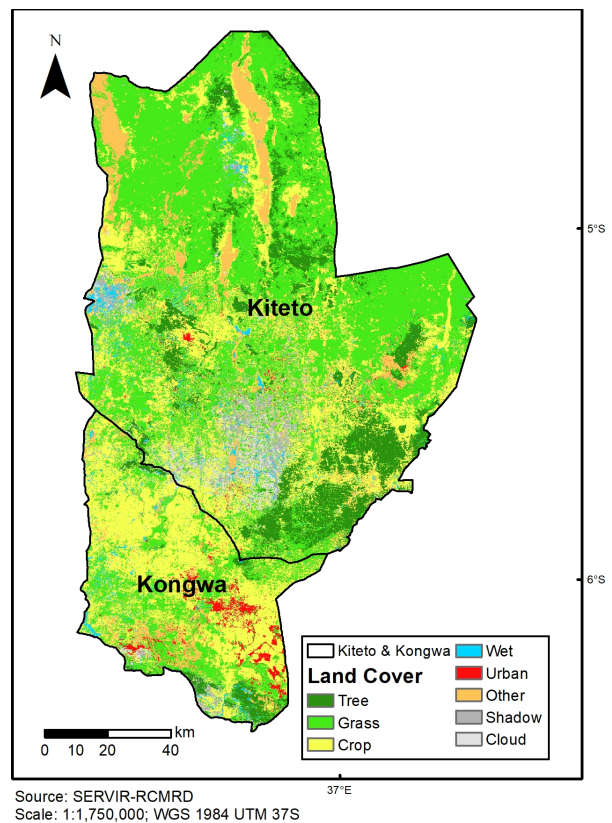 N
5°S
Kiteto
6°S
Kongwa
Kiteto & Kongwa
Land Cover
Tree
Grass
Crop
Wet
Urban
Other
Shadow
Cloud
km
0 10 20 40
37°E
Source: SERVIR-RCMRD
Scale: 1:1,750,000; WGS 1984 UTM 37S